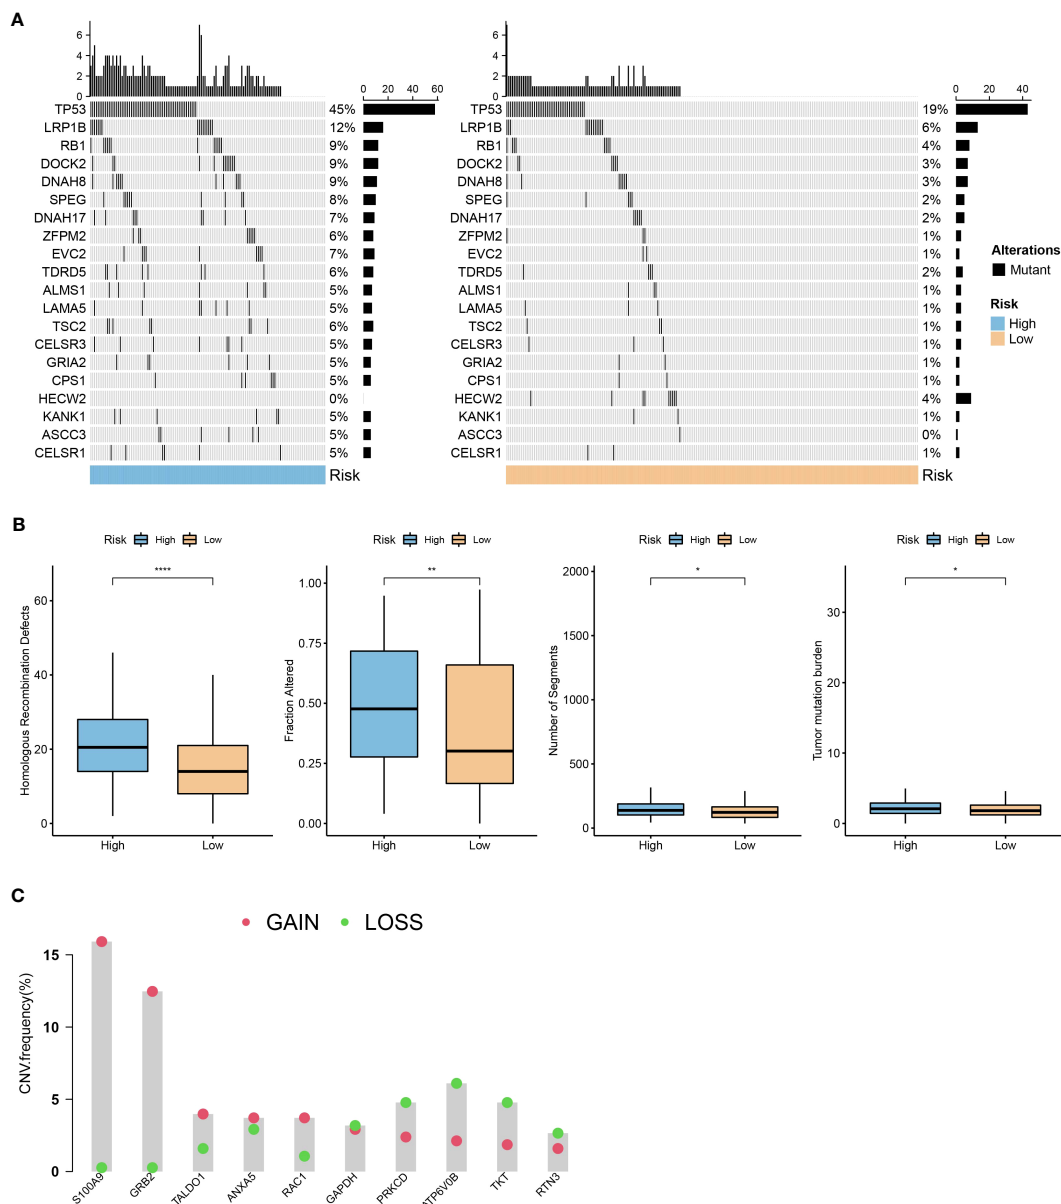 A
6
4
2
0
0 20 40 60
TP53 45%
LRP1B 12%
RB1 9%
DOCK2 9%
DNAH8 9%
SPEG 8%
DNAH17 7%
ZFPM2 6%
EVC2 7%
TDRD5 6%
ALMS1 5%
LAMA5 5%
TSC2 6%
CELSR3 5%
GRIA2 5%
CPS1 5%
HECW2 0%
KANK1 5%
ASCC3 5%
CELSR1 5%
Risk
6
4
2
0
0 20 40
TP53 19%
LRP1B 6%
RB1 4%
DOCK2 3%
DNAH8 3%
SPEG 2%
DNAH17 2%
ZFPM2 1%
EVC2 1%
TDRD5 2%
ALMS1 1%
LAMA5 1%
TSC2 1%
CELSR3 1%
GRIA2 1%
CPS1 1%
HECW2 4%
KANK1 1%
ASCC3 0%
CELSR1 1%
Risk
Alterations
Mutant
Risk
High
Low
B
Risk High Low
****
Homologous Recombination Defects
60
40
20
0
High Low
Risk High Low
**
Fraction Altered
1.00
0.75
0.50
0.25
0.00
High Low
Risk High Low
*
Number of Segments
2000
1500
1000
500
0
High Low
Risk High Low
*
Tumor mutation burden
30
20
10
0
High Low
C
GAIN LOSS
CNV.frequency(%)
15
10
5
0
S100A9 GRB2 TALDO1 ANXA5 RAC1 GAPDH PRKCD TKT RTN3